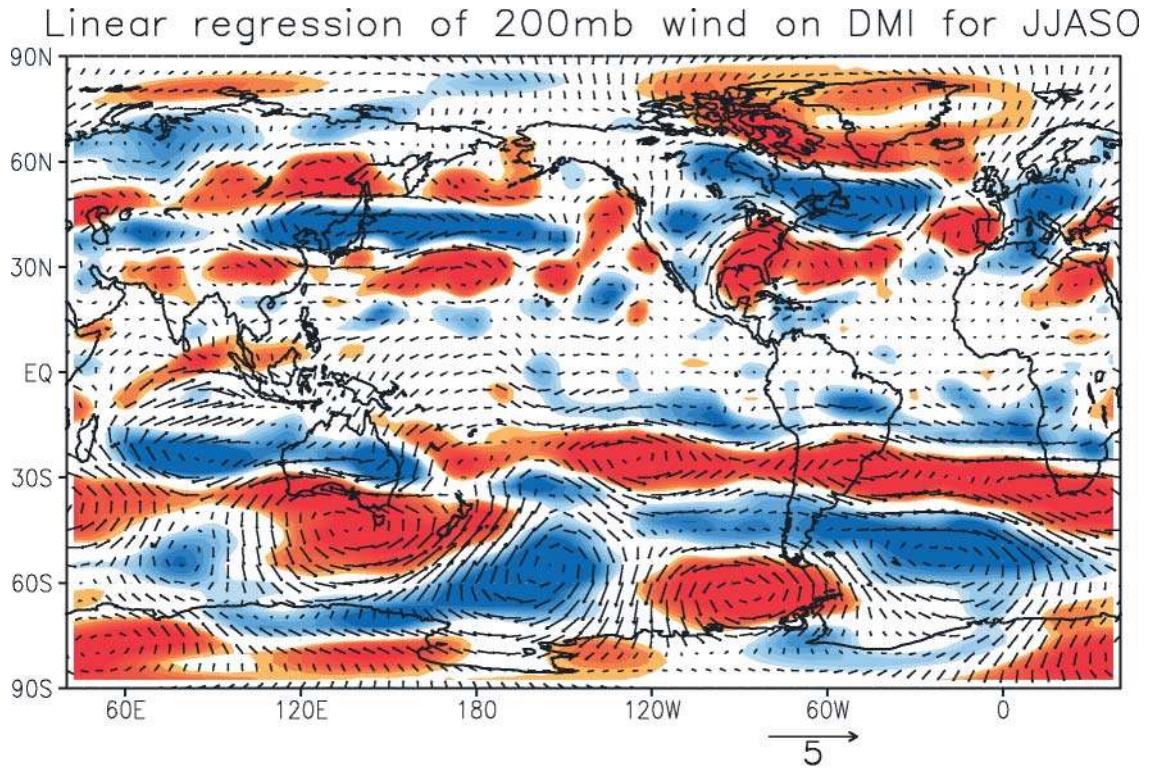 Linear regression of 200mb wind on DMI for JJASO
90N
60N
30N
EQ
30S
60S
90S
60E 120E 180 120W 60W 0
5